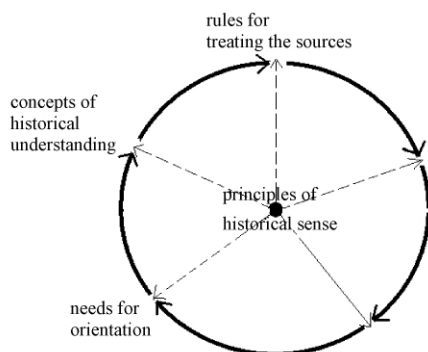 rules for
treating the sources
concepts of
historical
understanding
principles of
historical sense
needs for
orientation